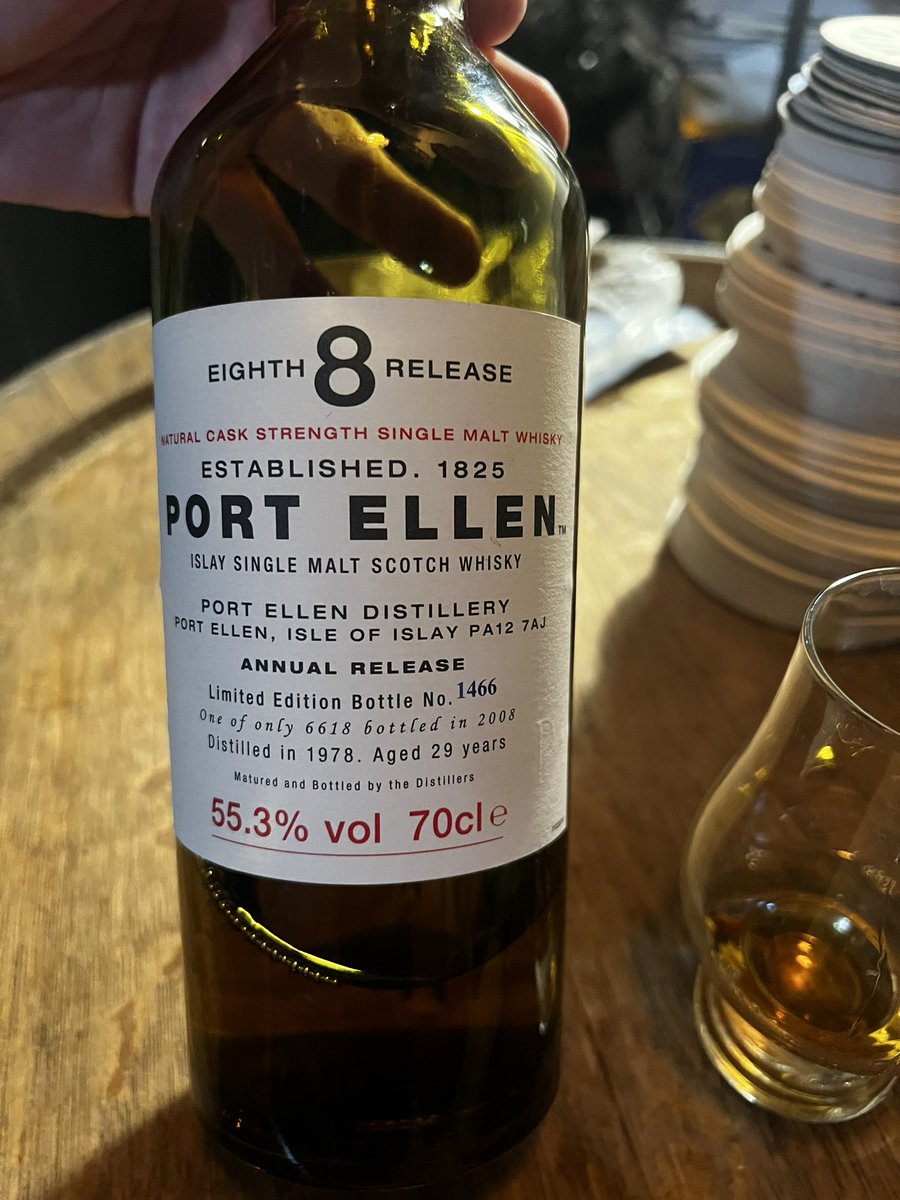 EIGHTH 8 RELEASE
NATURAL CASK STRENGTH SINGLE MALT WHISKY
ESTABLISHED. 1825
PORT ELLEN™
ISLAY SINGLE MALT SCOTCH WHISKY
PORT ELLEN DISTILLERY
PORT ELLEN, ISLE OF ISLAY PA12 7AJ
ANNUAL RELEASE
Limited Edition Bottle No. 1466
One of only 6618 bottled in 2008
Distilled in 1978. Aged 29 years
Matured and Bottled by the Distillers
55.3% vol 70cl ℮